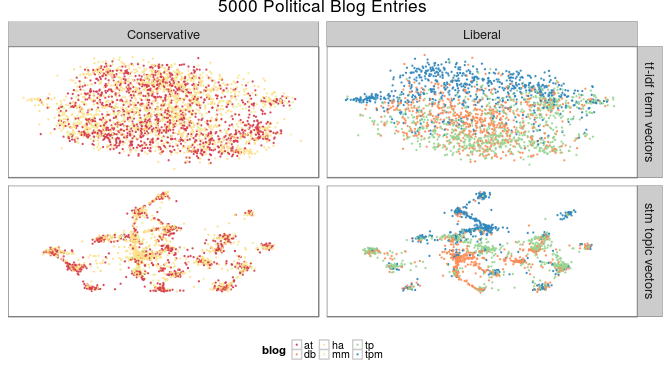 5000 Political Blog Entries
Conservative
Liberal
tf-idf term vectors
stm topic vectors
blog
at
ha
tp
db
mm
tpm